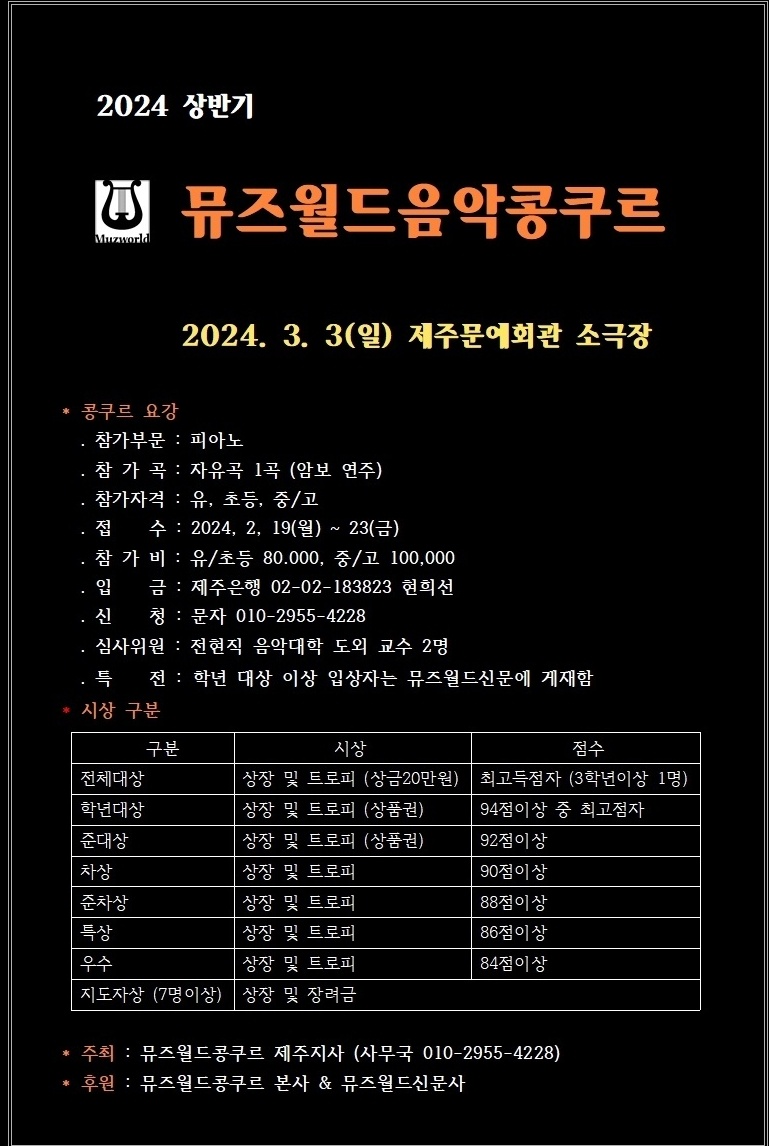 2024 상반기
Muzworld
뮤즈월드음악콩쿠르
2024. 3. 3(일) 제주문예회관 소극장
* 콩쿠르 요강
. 참가부문 : 피아노
. 참 가 곡 : 자유곡 1곡 (암보 연주)
. 참가자격 : 유, 초등, 중/고
. 접 수 : 2024, 2, 19(월) ~ 23(금)
. 참 가 비 : 유/초등 80.000, 중/고 100,000
. 입 금 : 제주은행 02-02-183823 현희선
. 신 청 : 문자 010-2955-4228
. 심사위원 : 전현직 음악대학 도외 교수 2명
. 특 전 : 학년 대상 이상 입상자는 뮤즈월드신문에 게재함
* 시상 구분
구분 시상 점수
전체대상 상장 및 트로피 (상금20만원) 최고득점자 (3학년이상 1명)
학년대상 상장 및 트로피 (상품권) 94점이상 중 최고점자
준대상 상장 및 트로피 (상품권) 92점이상
차상 상장 및 트로피 90점이상
준차상 상장 및 트로피 88점이상
특상 상장 및 트로피 86점이상
우수 상장 및 트로피 84점이상
지도자상 (7명이상) 상장 및 장려금
* 주최 : 뮤즈월드콩쿠르 제주지사 (사무국 010-2955-4228)
* 후원 : 뮤즈월드콩쿠르 본사 & 뮤즈월드신문사